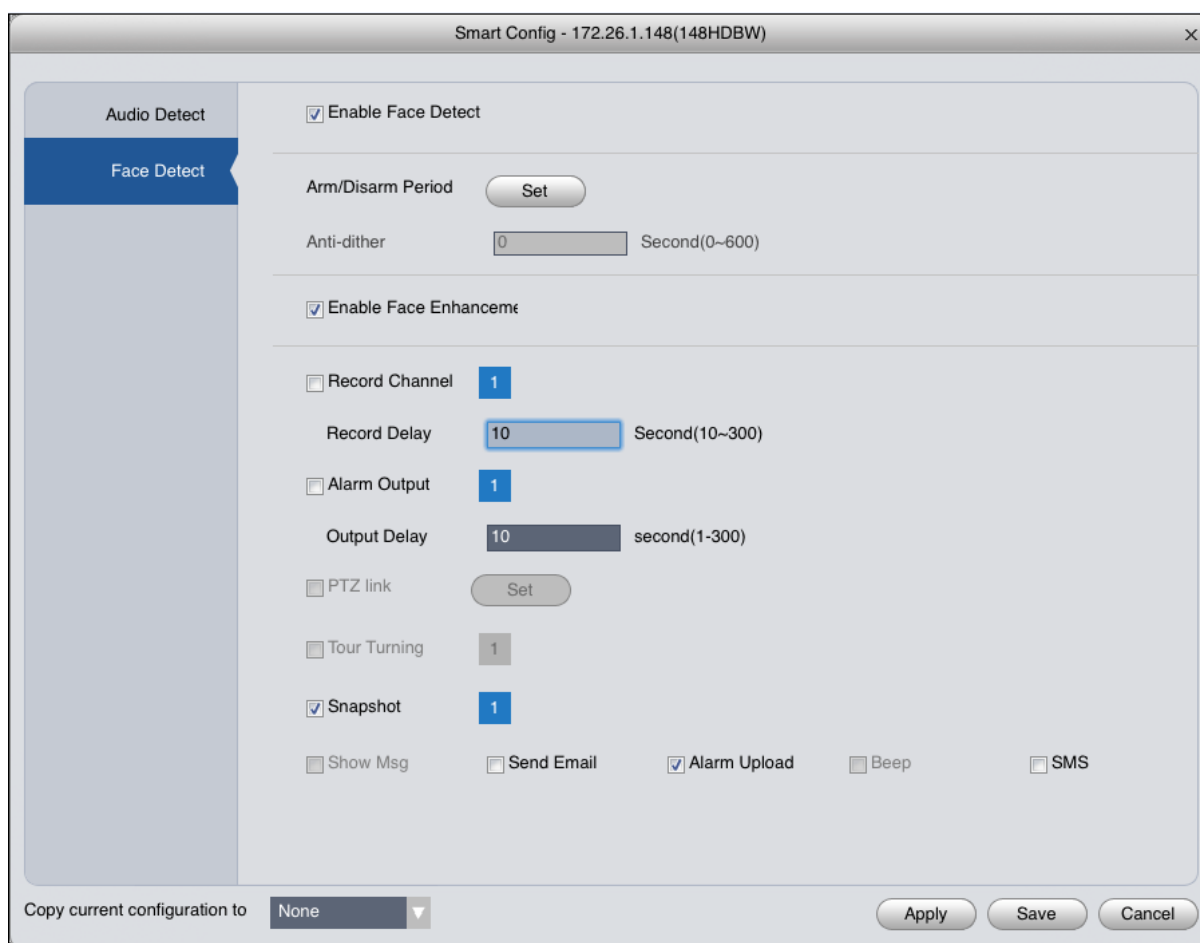 Smart Config - 172.26.1.148(148HDBW)
Audio Detect
Face Detect
Enable Face Detect
Arm/Disarm Period Set
Anti-dither 0 Second(0~600)
Enable Face Enhanceme
Record Channel 1
Record Delay 10 Second(10~300)
Alarm Output 1
Output Delay 10 second(1-300)
PTZ link Set
Tour Turning 1
Snapshot 1
Show Msg Send Email Alarm Upload Beep SMS
Copy current configuration to None Apply Save Cancel